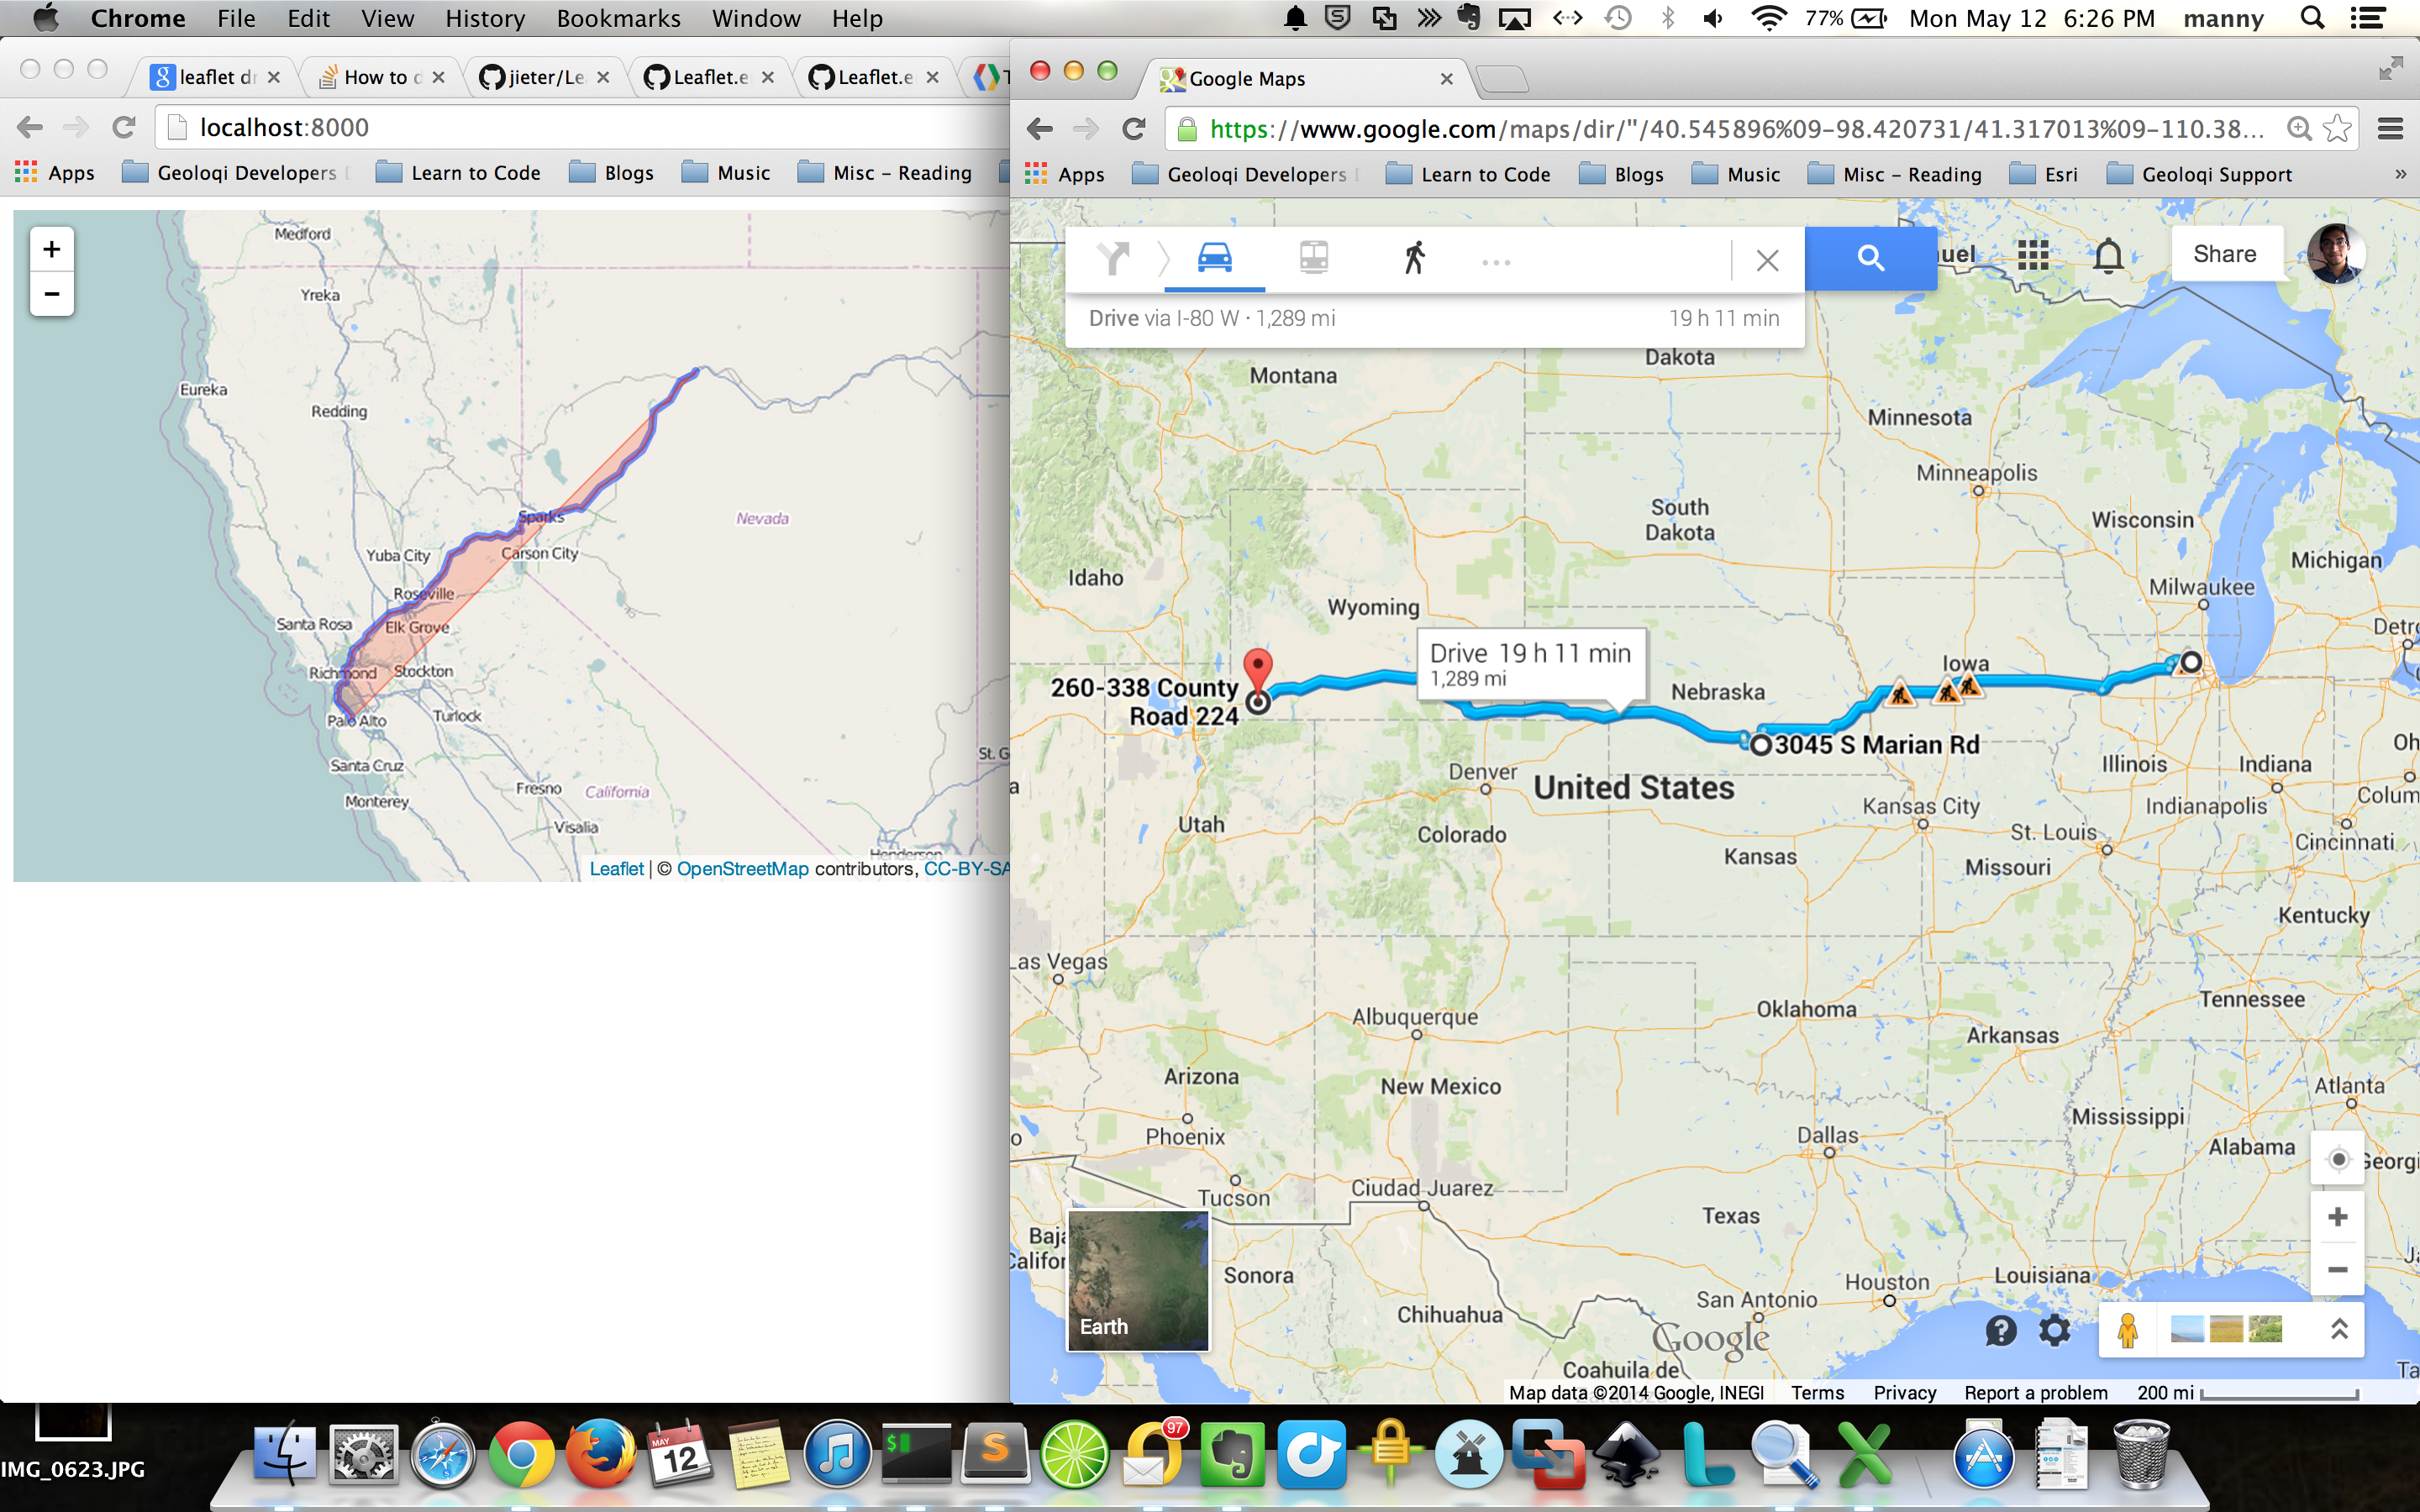 Chrome File Edit View History Bookmarks Window Help 77% Mon May 12 6:26 PM manny
leaflet dr How to d jieter/Le Leaflet.e Leaflet.e
localhost:8000
Apps Geoloqi Developers Learn to Code Blogs Music Misc – Reading
+
−
Medford
Yreka
Eureka
Redding
Nevada
Sparks
Yuba City
Carson City
Roseville
Santa Rosa
Elk Grove
Richmond
Stockton
Palo Alto
Turlock
Santa Cruz
St. G
Fresno
California
Monterey
Visalia
Henderson
Leaflet | © OpenStreetMap contributors, CC-BY-SA
Google Maps
https://www.google.com/maps/dir/"/40.545896%09-98.420731/41.317013%09-110.38...
Apps Geoloqi Developers Learn to Code Blogs Music Misc – Reading Esri Geoloqi Support »
uel Share
Drive via I-80 W · 1,289 mi 19 h 11 min
Dakota
Montana
Minnesota
Minneapolis
South
Dakota
Wisconsin
Michigan
Idaho
Milwaukee
Wyoming
Detro
Drive 19 h 11 min
1,289 mi
Iowa
260-338 County
Road 224
Nebraska
3045 S Marian Rd
Oh
Denver
United States
Illinois
Indiana
a
Colum
Kansas City
Indianapolis
Utah
Colorado
St. Louis
Cincinnati
Kansas
Missouri
Kentucky
Las Vegas
Tennessee
Oklahoma
Albuquerque
Arkansas
Arizona
New Mexico
Atlanta
Mississippi
Phoenix
o
Dallas
Alabama
Georgi
Tucson
Ciudad Juarez
Texas
+
−
Baja
Califor
Sonora
Louisiana
Ja
Houston
San Antonio
Chihuahua
Earth
Google
Coahuila de
Zaragoza
Ta
Map data ©2014 Google, INEGI Terms Privacy Report a problem 200 mi
IMG_0623.JPG
MAY
12
$
S
97